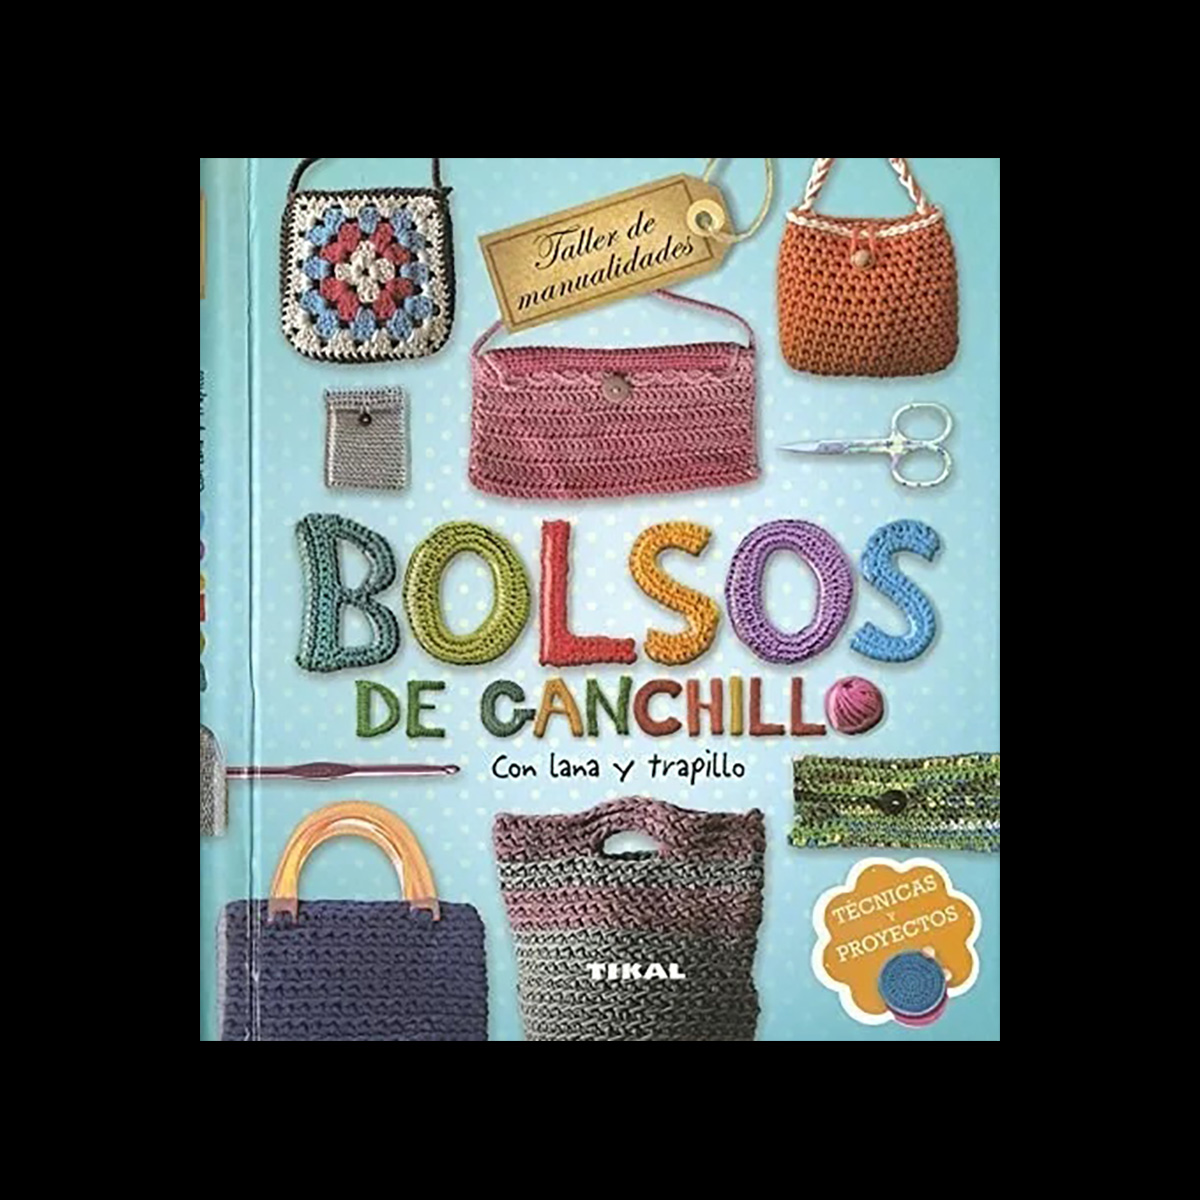 Taller de
manualidades
BOLSOS
DE GANCHILLO
Con lana y trapillo
TÉCNICAS
Y
PROYECTOS
TIKAL